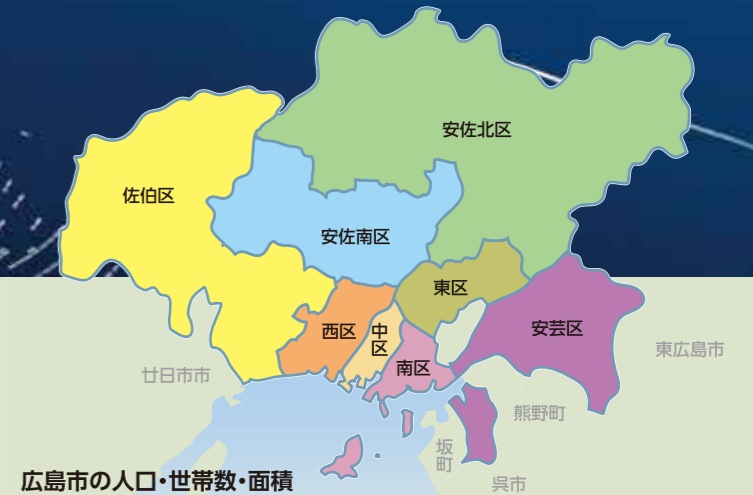 安佐北区
佐伯区
安佐南区
東区
西区
中区
安芸区
南区
東広島市
廿日市市
熊野町
坂町
呉市
広島市の人口・世帯数・面積